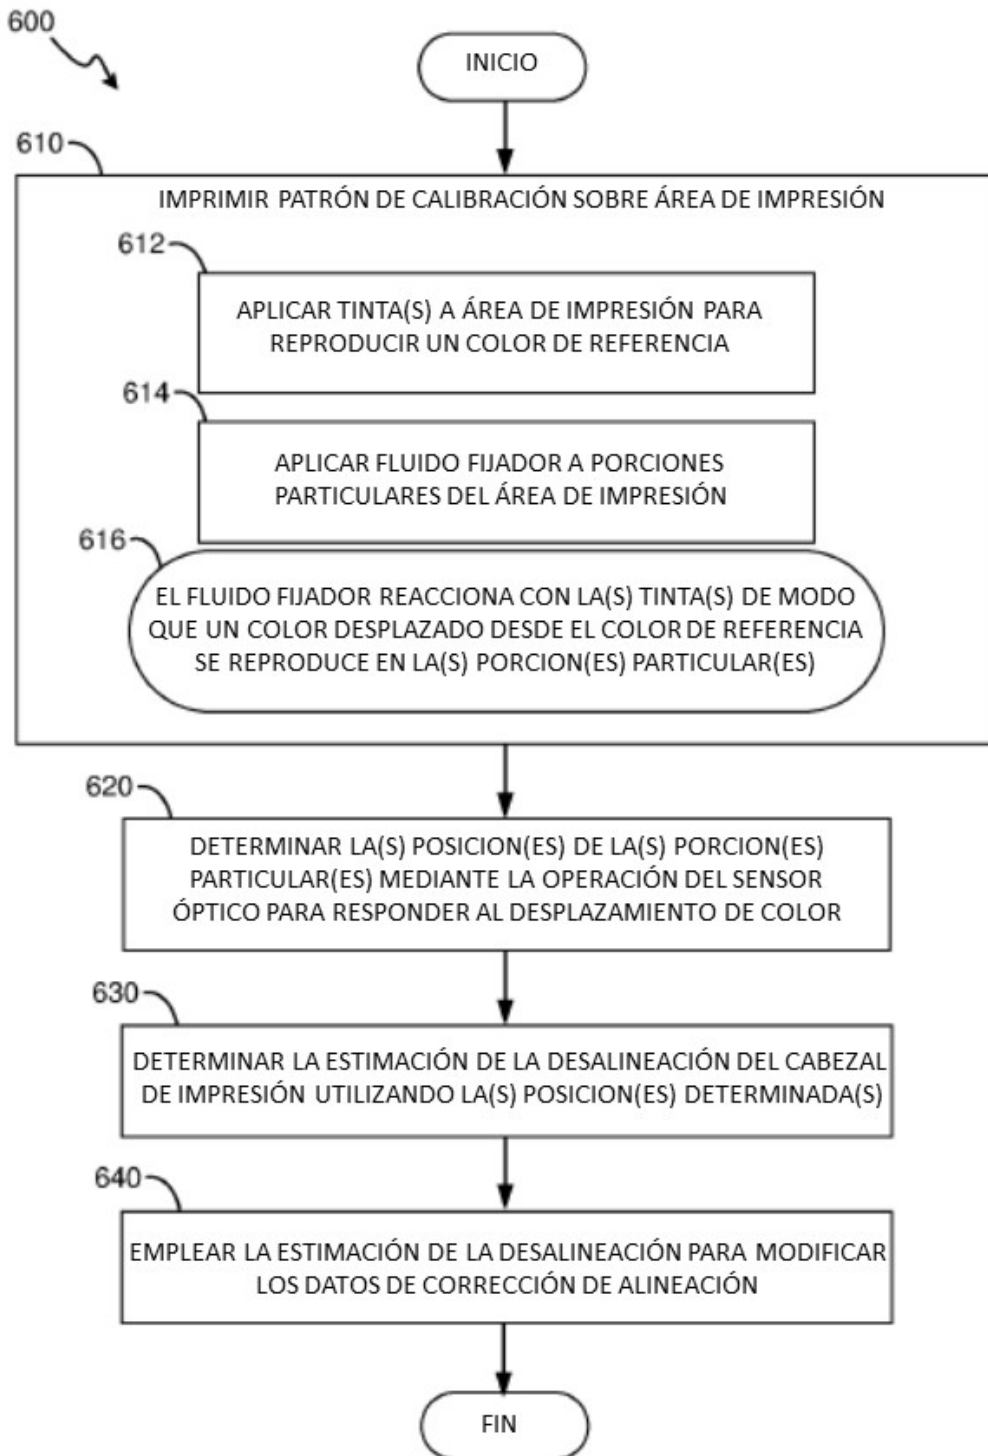 600
INICIO
610
IMPRIMIR PATRÓN DE CALIBRACIÓN SOBRE ÁREA DE IMPRESIÓN
612
APLICAR TINTA(S) A ÁREA DE IMPRESIÓN PARA
REPRODUCIR UN COLOR DE REFERENCIA
614
APLICAR FLUIDO FIJADOR A PORCIONES
PARTICULARES DEL ÁREA DE IMPRESIÓN
616
EL FLUIDO FIJADOR REACCIONA CON LA(S) TINTA(S) DE MODO
QUE UN COLOR DESPLAZADO DESDE EL COLOR DE REFERENCIA
SE REPRODUCE EN LA(S) PORCION(ES) PARTICULAR(ES)
620
DETERMINAR LA(S) POSICION(ES) DE LA(S) PORCION(ES)
PARTICULAR(ES) MEDIANTE LA OPERACIÓN DEL SENSOR
ÓPTICO PARA RESPONDER AL DESPLAZAMIENTO DE COLOR
630
DETERMINAR LA ESTIMACIÓN DE LA DESALINEACIÓN DEL CABEZAL
DE IMPRESIÓN UTILIZANDO LA(S) POSICION(ES) DETERMINADA(S)
640
EMPLEAR LA ESTIMACIÓN DE LA DESALINEACIÓN PARA MODIFICAR
LOS DATOS DE CORRECCIÓN DE ALINEACIÓN
FIN